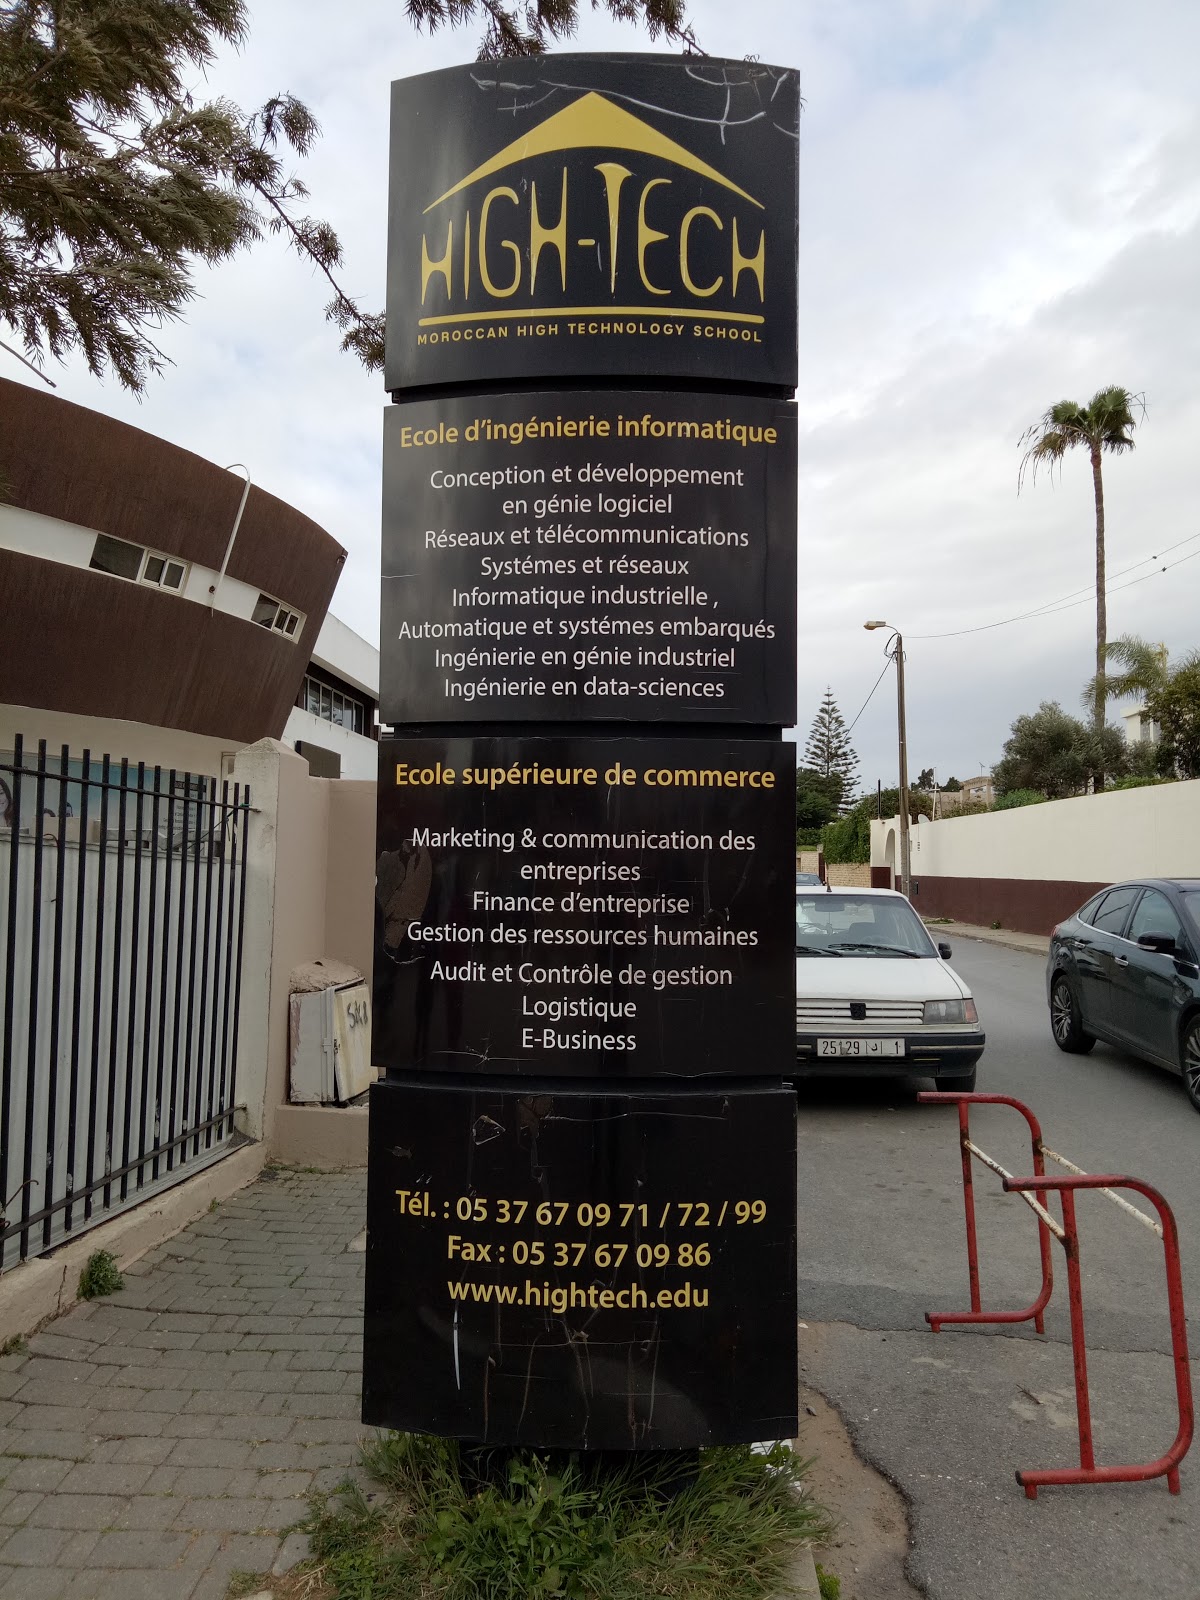 HIGH-TECH
MOROCCAN HIGH TECHNOLOGY SCHOOL
Ecole d'ingénierie informatique
Conception et développement
en génie logiciel
Réseaux et télécommunications
Systémes et réseaux
Informatique industrielle ,
Automatique et systémes embarqués
Ingénierie en génie industriel
Ingénierie en data-sciences
Ecole supérieure de commerce
Marketing & communication des
entreprises
Finance d'entreprise
Gestion des ressources humaines
Audit et Contrôle de gestion
Logistique
E-Business
Tél. : 05 37 67 09 71 / 72 / 99
Fax : 05 37 67 09 86
www.hightech.edu
25129 | د | 1